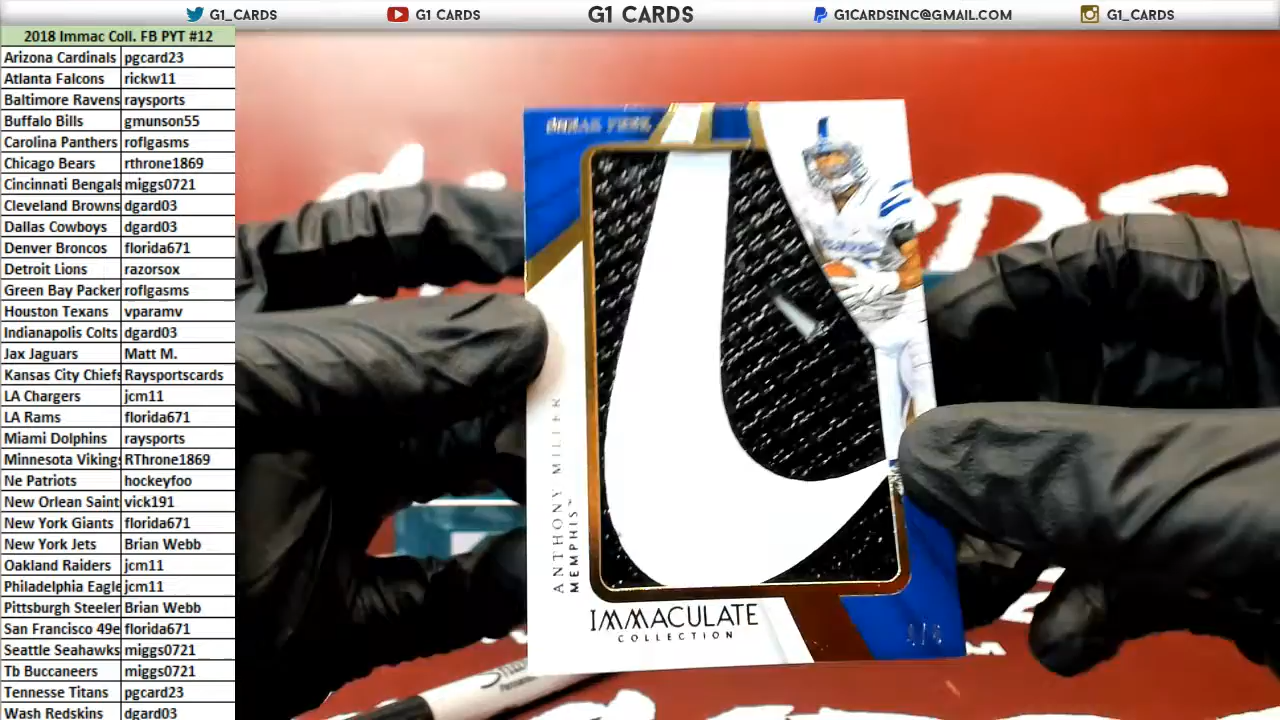 G1_CARDS
G1 CARDS
G1 CARDS
G1CARDSINC@GMAIL.COM
G1_CARDS
2018 Immac Coll. FB PYT #12
Arizona Cardinals pgcard23
Atlanta Falcons rickw11
Baltimore Ravens raysports
Buffalo Bills gmunson55
Carolina Panthers roflgasms
Chicago Bears rthrone1869
Cincinnati Bengals miggs0721
Cleveland Browns dgard03
Dallas Cowboys dgard03
Denver Broncos florida671
Detroit Lions razorsox
Green Bay Packer roflgasms
Houston Texans vparamv
Indianapolis Colts dgard03
Jax Jaguars Matt M.
Kansas City Chiefs Raysportscards
LA Chargers jcm11
LA Rams florida671
Miami Dolphins raysports
Minnesota Viking RThrone1869
Ne Patriots hockeyfoo
New Orlean Saint vick191
New York Giants florida671
New York Jets Brian Webb
Oakland Raiders jcm11
Philadelphia Eagle jcm11
Pittsburgh Steeler Brian Webb
San Francisco 49e florida671
Seattle Seahawks miggs0721
Tb Buccaneers miggs0721
Tennesse Titans pgcard23
Wash Redskins dgard03
ANTHONY MILLER
MEMPHIS
IMMACULATE
COLLECTION